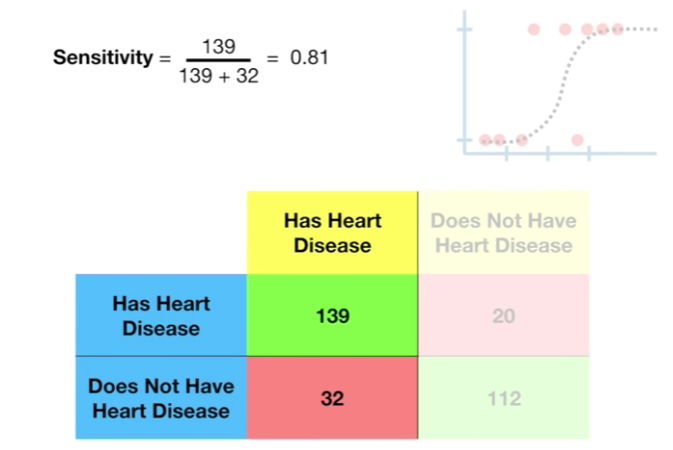 Sensitivity = 139 / 139 + 32 = 0.81
Has Heart
Disease
Does Not Have
Heart Disease
Has Heart
Disease
139
20
Does Not Have
Heart Disease
32
112